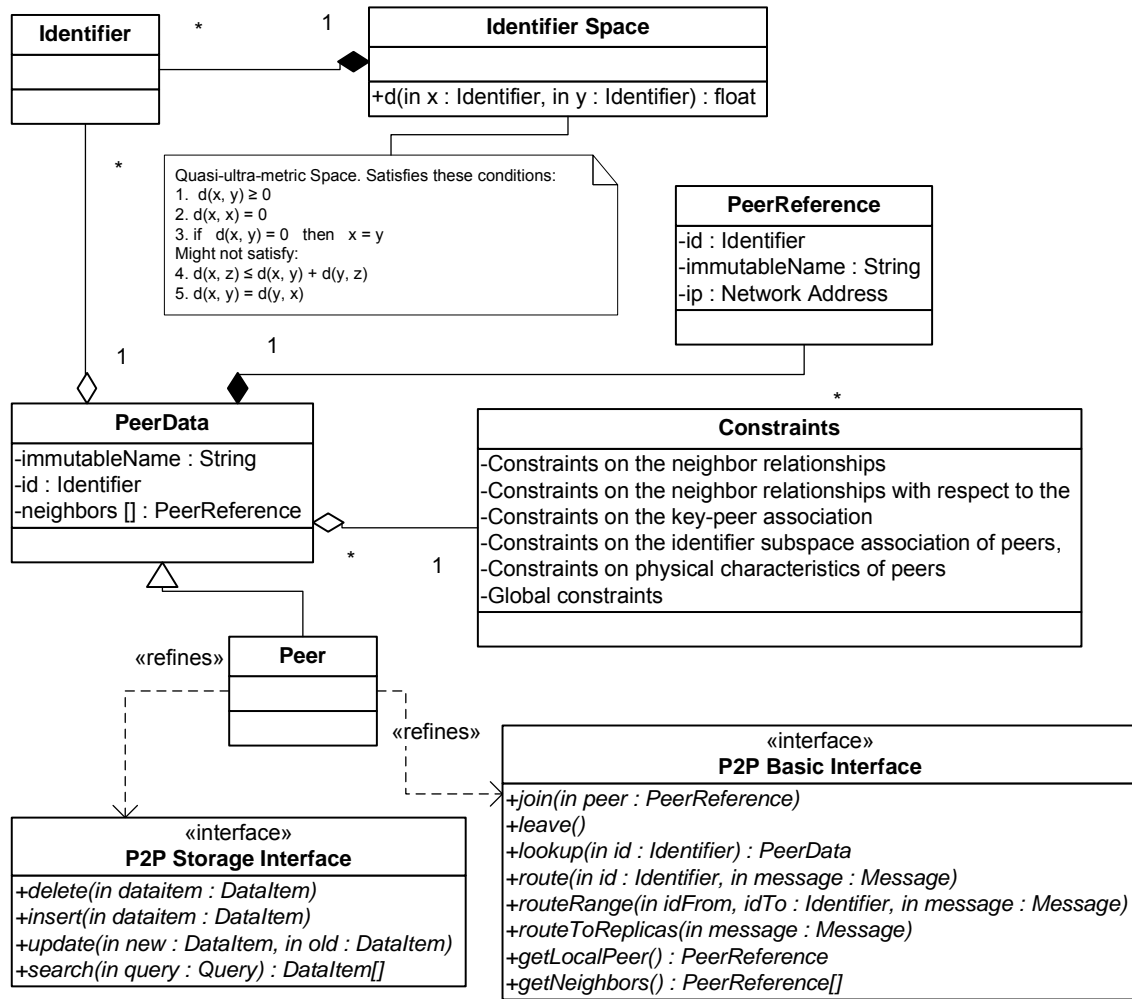 Identifier
*
1
Identifier Space
+d(in x : Identifier, in y : Identifier) : float
*
Quasi-ultra-metric Space. Satisfies these conditions:
1. d(x, y) ≥ 0
2. d(x, x) = 0
3. if d(x, y) = 0 then x = y
Might not satisfy:
4. d(x, z) ≤ d(x, y) + d(y, z)
5. d(x, y) = d(y, x)
PeerReference
-id : Identifier
-immutableName : String
-ip : Network Address
1
1
*
PeerData
-immutableName : String
-id : Identifier
-neighbors [] : PeerReference
*
1
Constraints
-Constraints on the neighbor relationships
-Constraints on the neighbor relationships with respect to the
-Constraints on the key-peer association
-Constraints on the identifier subspace association of peers,
-Constraints on physical characteristics of peers
-Global constraints
«refines»
Peer
«refines»
«interface»
P2P Storage Interface
+delete(in dataitem : DataItem)
+insert(in dataitem : DataItem)
+update(in new : DataItem, in old : DataItem)
+search(in query : Query) : DataItem[]
«interface»
P2P Basic Interface
+join(in peer : PeerReference)
+leave()
+lookup(in id : Identifier) : PeerData
+route(in id : Identifier, in message : Message)
+routeRange(in idFrom, idTo : Identifier, in message : Message)
+routeToReplicas(in message : Message)
+getLocalPeer() : PeerReference
+getNeighbors() : PeerReference[]